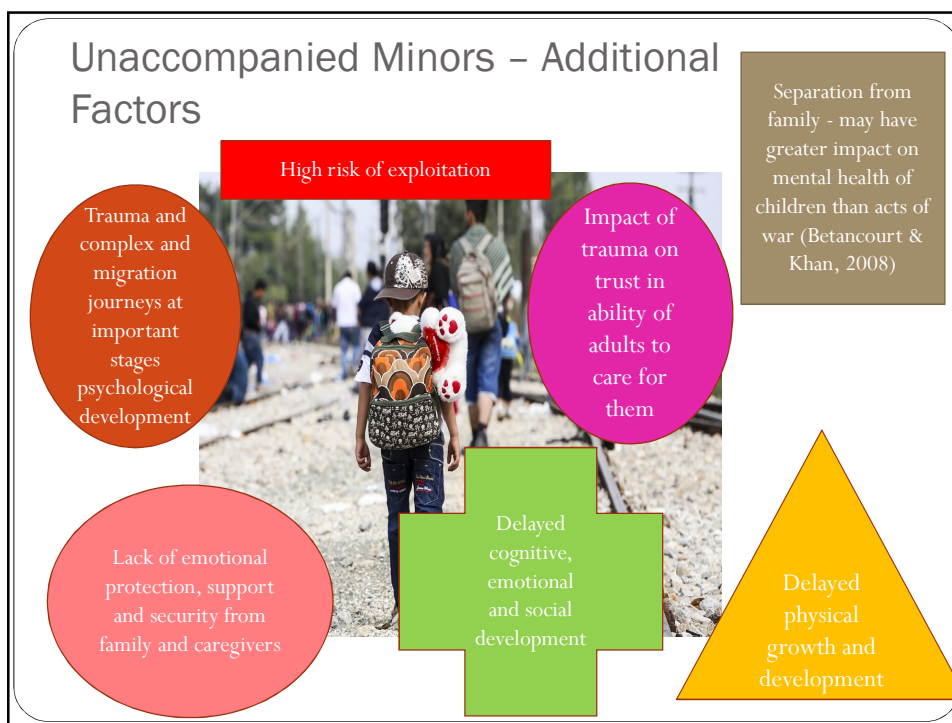 Unaccompanied Minors – Additional
Factors
Separation from
family - may have
greater impact on
mental health of
children than acts of
war (Betancourt &
Khan, 2008)
High risk of exploitation
Trauma and
complex and
migration
journeys at
important
stages
psychological
development
Impact of
trauma on
trust in
ability of
adults to
care for
them
Lack of emotional
protection, support
and security from
family and caregivers
Delayed
cognitive,
emotional
and social
development
Delayed
physical
growth and
development